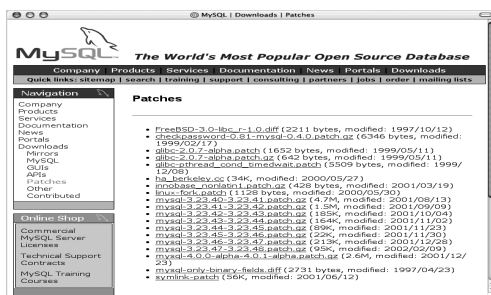 MySQL | Downloads | Patches
MySQL
The World's Most Popular Open Source Database
Company | Products | Services | Documentation | News | Portals | Downloads
Quick links: sitemap | search | training | support | consulting | partners | jobs | order | mailing lists
Navigation
Company
Products
Services
Documentation
News
Portals
Downloads
Mirrors
MySQL
GUIs
APIs
Patches
Other
Contributed
Online Shop
Commercial
MySQL Server
Licenses
Technical Support
Contracts
MySQL Training
Courses
Patches
• FreeBSD-3.0-libc_r-1.0.diff (2211 bytes, modified: 1997/10/12)
• checkpassword-0.81-mysql-0.4.0.patch.gz (6346 bytes, modified:
1999/02/17)
• glibc-2.0.7-alpha.patch (1652 bytes, modified: 1999/05/11)
• glibc-2.0.7-alpha.patch.gz (642 bytes, modified: 1999/05/11)
• glibc-pthread_cond_timedwait.patch (5509 bytes, modified: 1999/
12/08)
• ha_berkeley.cc (34K, modified: 2000/05/27)
• innobase_nonlatin1.patch.gz (428 bytes, modified: 2001/03/19)
• linux-fork.patch (1128 bytes, modified: 2000/05/30)
• mysql-3.23.40-3.23.41.patch.gz (4.7M, modified: 2001/08/13)
• mysql-3.23.41-3.23.42.patch.gz (1.5M, modified: 2001/09/09)
• mysql-3.23.42-3.23.43.patch.gz (185K, modified: 2001/10/04)
• mysql-3.23.43-3.23.44.patch.gz (164K, modified: 2001/11/02)
• mysql-3.23.44-3.23.45.patch.gz (89K, modified: 2001/11/23)
• mysql-3.23.45-3.23.46.patch.gz (22K, modified: 2001/11/30)
• mysql-3.23.46-3.23.47.patch.gz (213K, modified: 2001/12/28)
• mysql-3.23.47-3.23.48.patch.gz (95K, modified: 2002/02/09)
• mysql-4.0.0-alpha-4.0.1-alpha.patch.gz (2.6M, modified: 2001/12/
23)
• mysql-only-binary-fields.diff (2731 bytes, modified: 1997/04/23)
• symlink-patch (56K, modified: 2001/06/12)